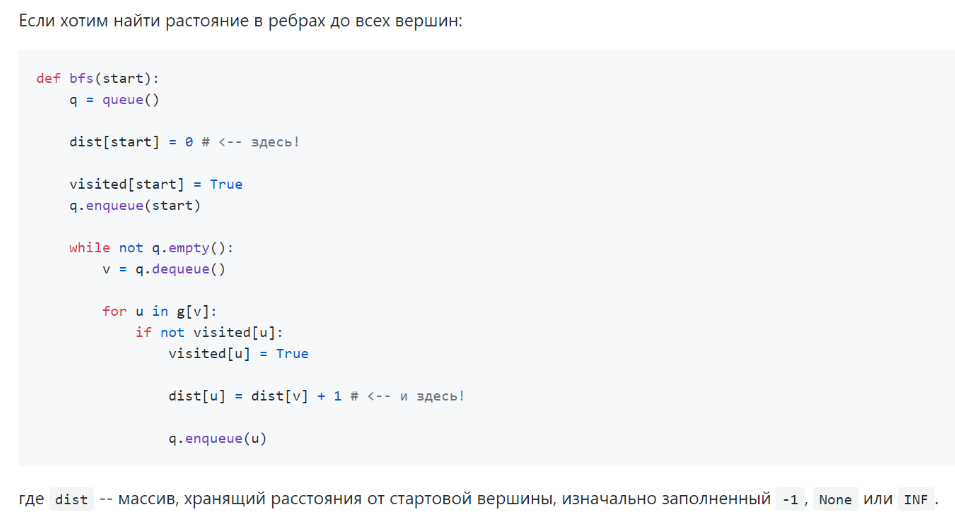 Если хотим найти растояние в ребрах до всех вершин:
def bfs(start):
    q = queue()
    dist[start] = 0 # <-- здесь!
    visited[start] = True
    q.enqueue(start)
    while not q.empty():
        v = q.dequeue()
        for u in g[v]:
            if not visited[u]:
                visited[u] = True
                dist[u] = dist[v] + 1 # <-- и здесь!
                q.enqueue(u)
где dist -- массив, хранящий расстояния от стартовой вершины, изначально заполненный -1, None или INF.